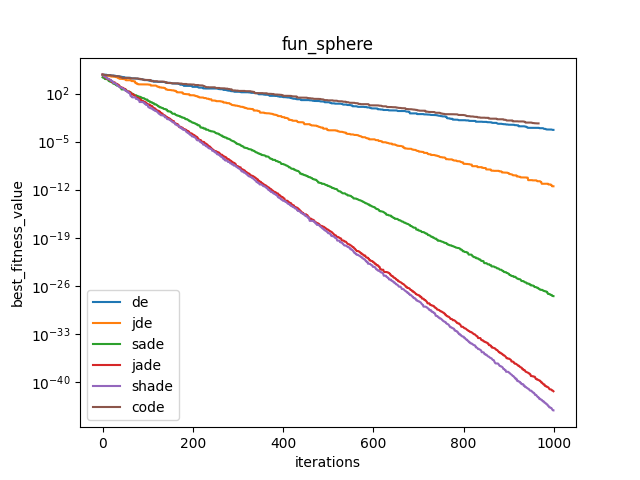 fun_sphere
best_fitness_value
10^2
10^-5
10^-12
10^-19
10^-26
10^-33
10^-40
de
jde
sade
jade
shade
code
0 200 400 600 800 1000
iterations